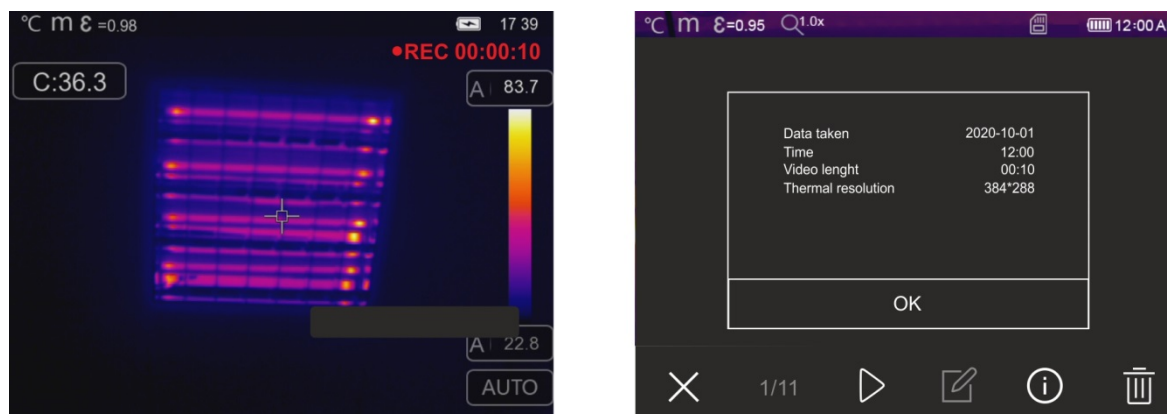 °C m ε =0.98 17 39
●REC 00:00:10
C:36.3
A 83.7
A 22.8
AUTO
°C m ε=0.95 1.0x 12:00 A
Data taken 2020-10-01
Time 12:00
Video lenght 00:10
Thermal resolution 384*288
OK
1/11